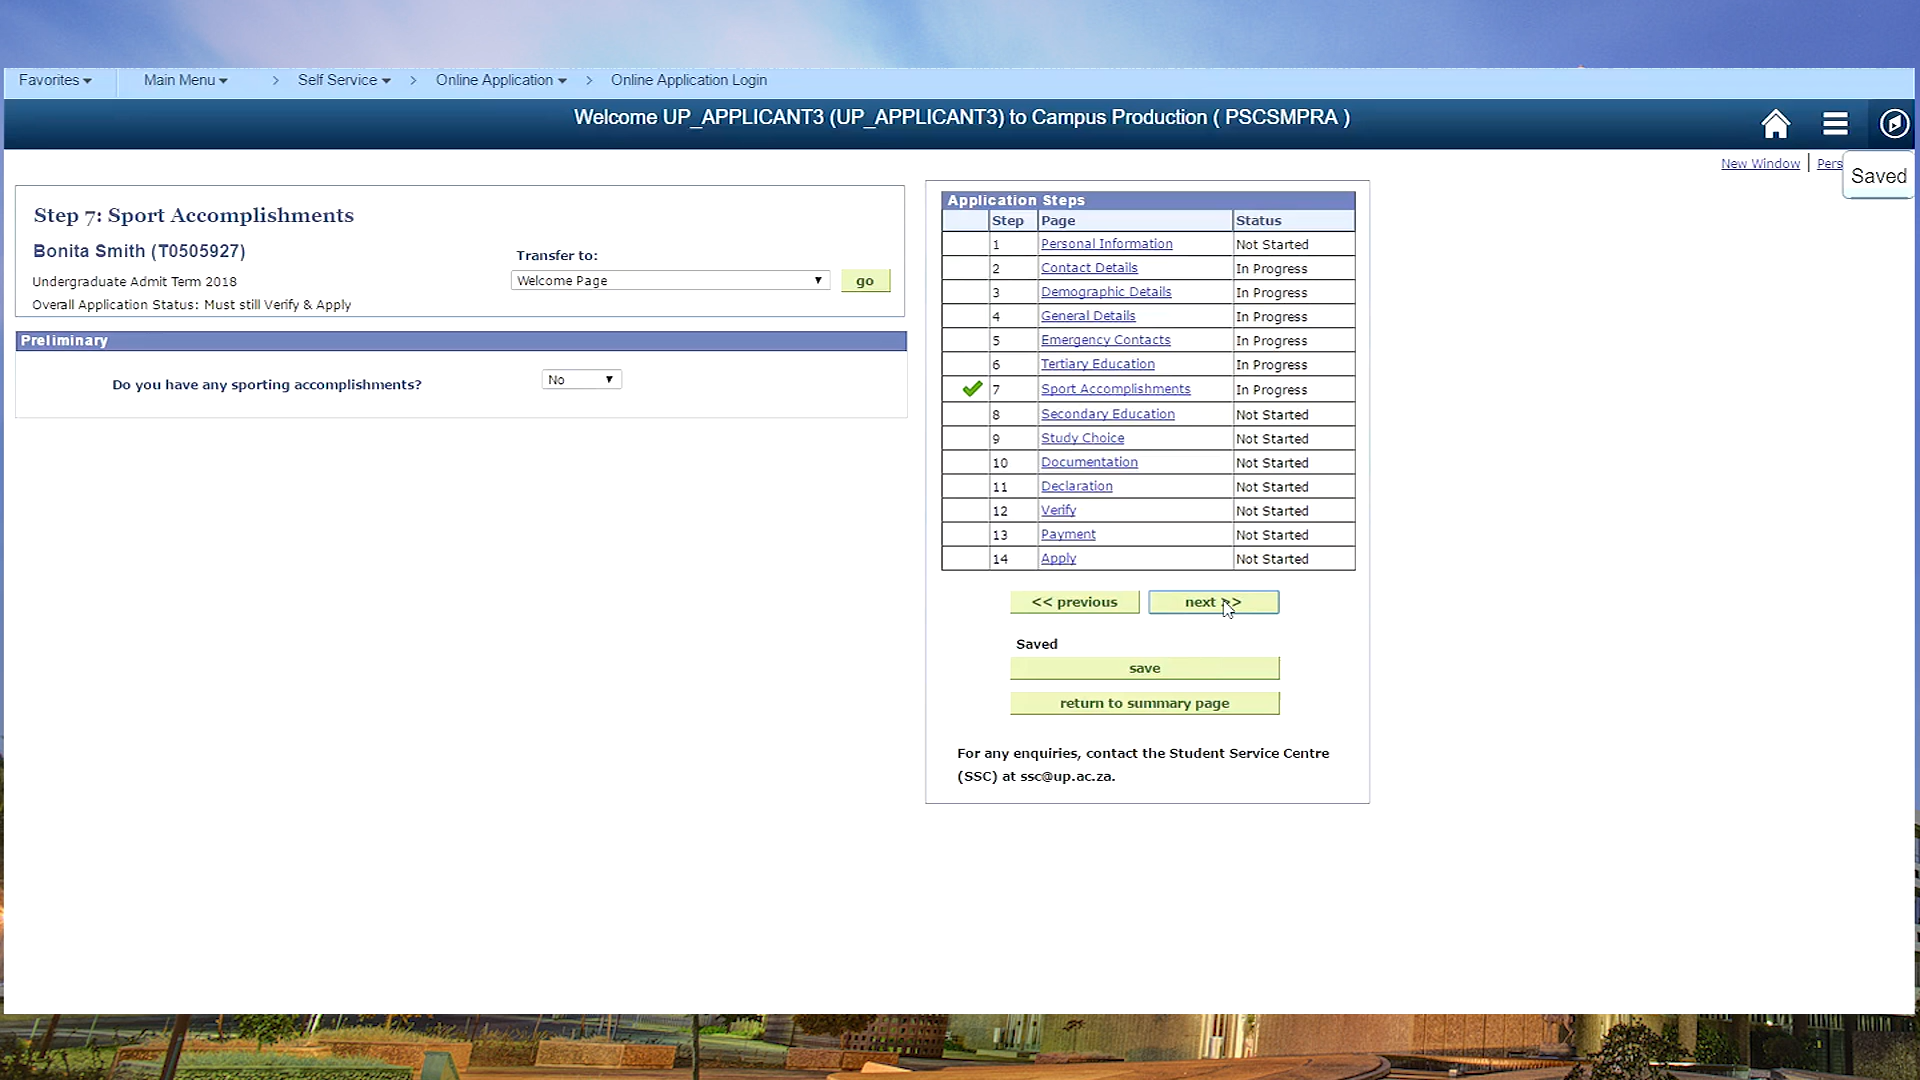 Favorites Main Menu > Self Service > Online Application > Online Application Login
Welcome UP_APPLICANT3 (UP_APPLICANT3) to Campus Production ( PSCSMPRA )
New Window | Pers
Saved
Step 7: Sport Accomplishments
Bonita Smith (T0505927)
Transfer to:
Undergraduate Admit Term 2018
Welcome Page
go
Overall Application Status: Must still Verify & Apply
Preliminary
Do you have any sporting accomplishments? No
Application Steps
Step Page Status
1 Personal Information Not Started
2 Contact Details In Progress
3 Demographic Details In Progress
4 General Details In Progress
5 Emergency Contacts In Progress
6 Tertiary Education In Progress
7 Sport Accomplishments In Progress
8 Secondary Education Not Started
9 Study Choice Not Started
10 Documentation Not Started
11 Declaration Not Started
12 Verify Not Started
13 Payment Not Started
14 Apply Not Started
<< previous next >>
Saved
save
return to summary page
For any enquiries, contact the Student Service Centre
(SSC) at ssc@up.ac.za.